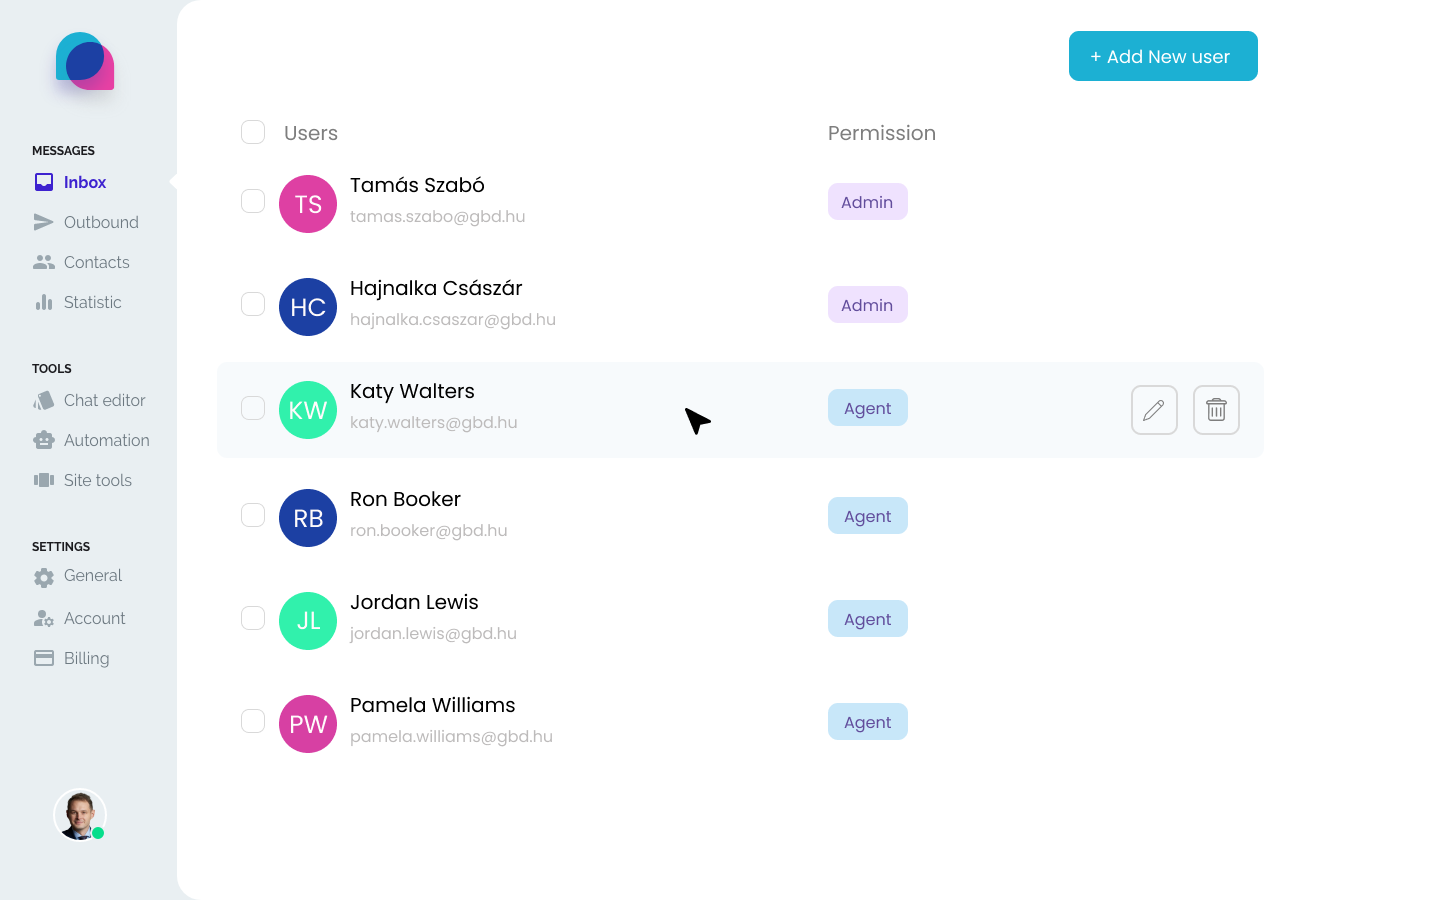 + Add New user
MESSAGES
Inbox
Outbound
Contacts
Statistic
TOOLS
Chat editor
Automation
Site tools
SETTINGS
General
Account
Billing
Users
Permission
TS
Tamás Szabó
tamas.szabo@gbd.hu
Admin
HC
Hajnalka Császár
hajnalka.csaszar@gbd.hu
Admin
KW
Katy Walters
katy.walters@gbd.hu
Agent
RB
Ron Booker
ron.booker@gbd.hu
Agent
JL
Jordan Lewis
jordan.lewis@gbd.hu
Agent
PW
Pamela Williams
pamela.williams@gbd.hu
Agent